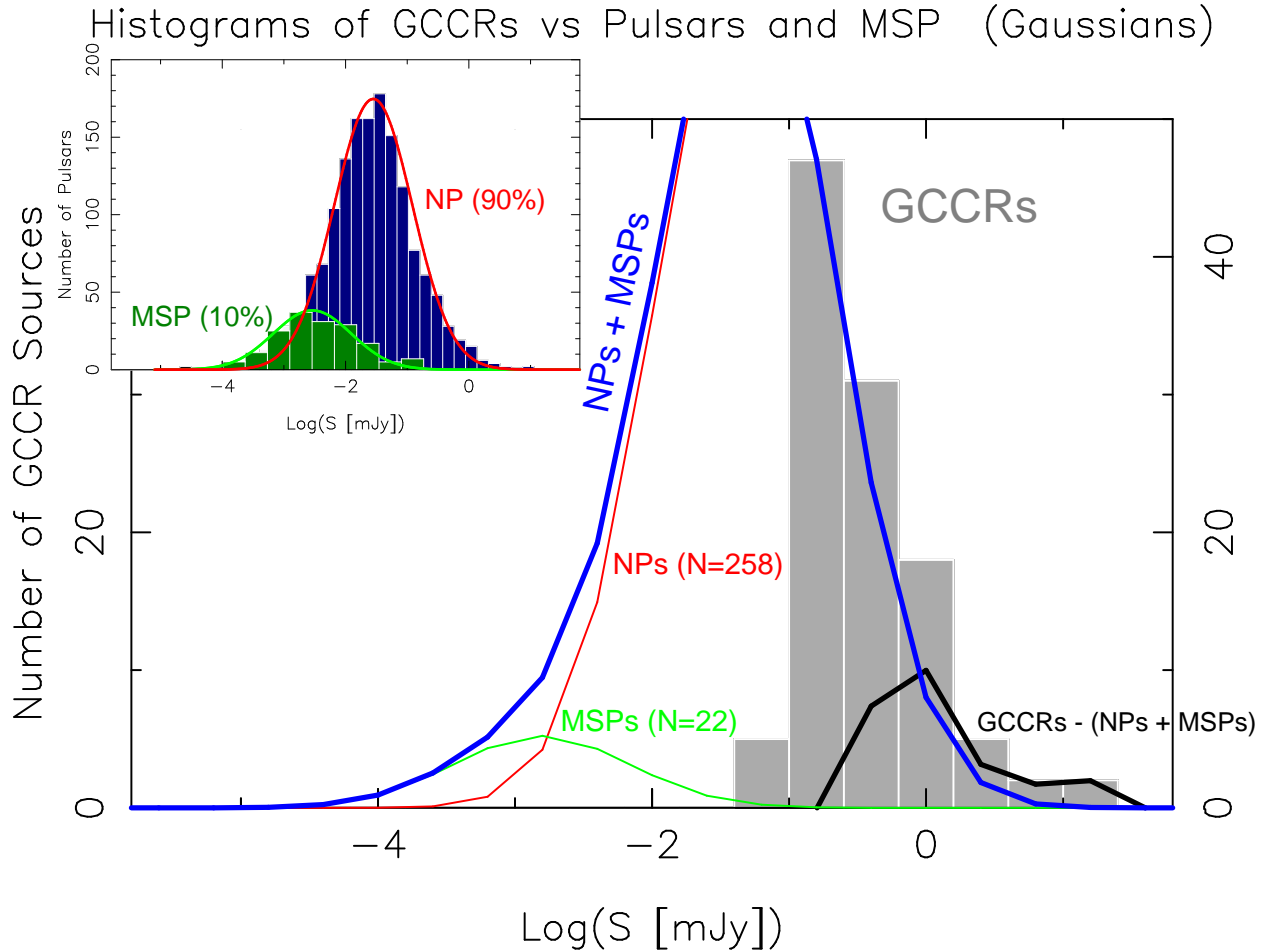 Histograms of GCCRs vs Pulsars and MSP (Gaussians)
Number of Pulsars
0
50
100
150
200
NP (90%)
MSP (10%)
−4
−2
0
Log(S [mJy])
Number of GCCR Sources
0
20
NPs + MSPs
GCCRs
NPs (N=258)
MSPs (N=22)
GCCRs - (NPs + MSPs)
40
20
0
−4
−2
0
Log(S [mJy])